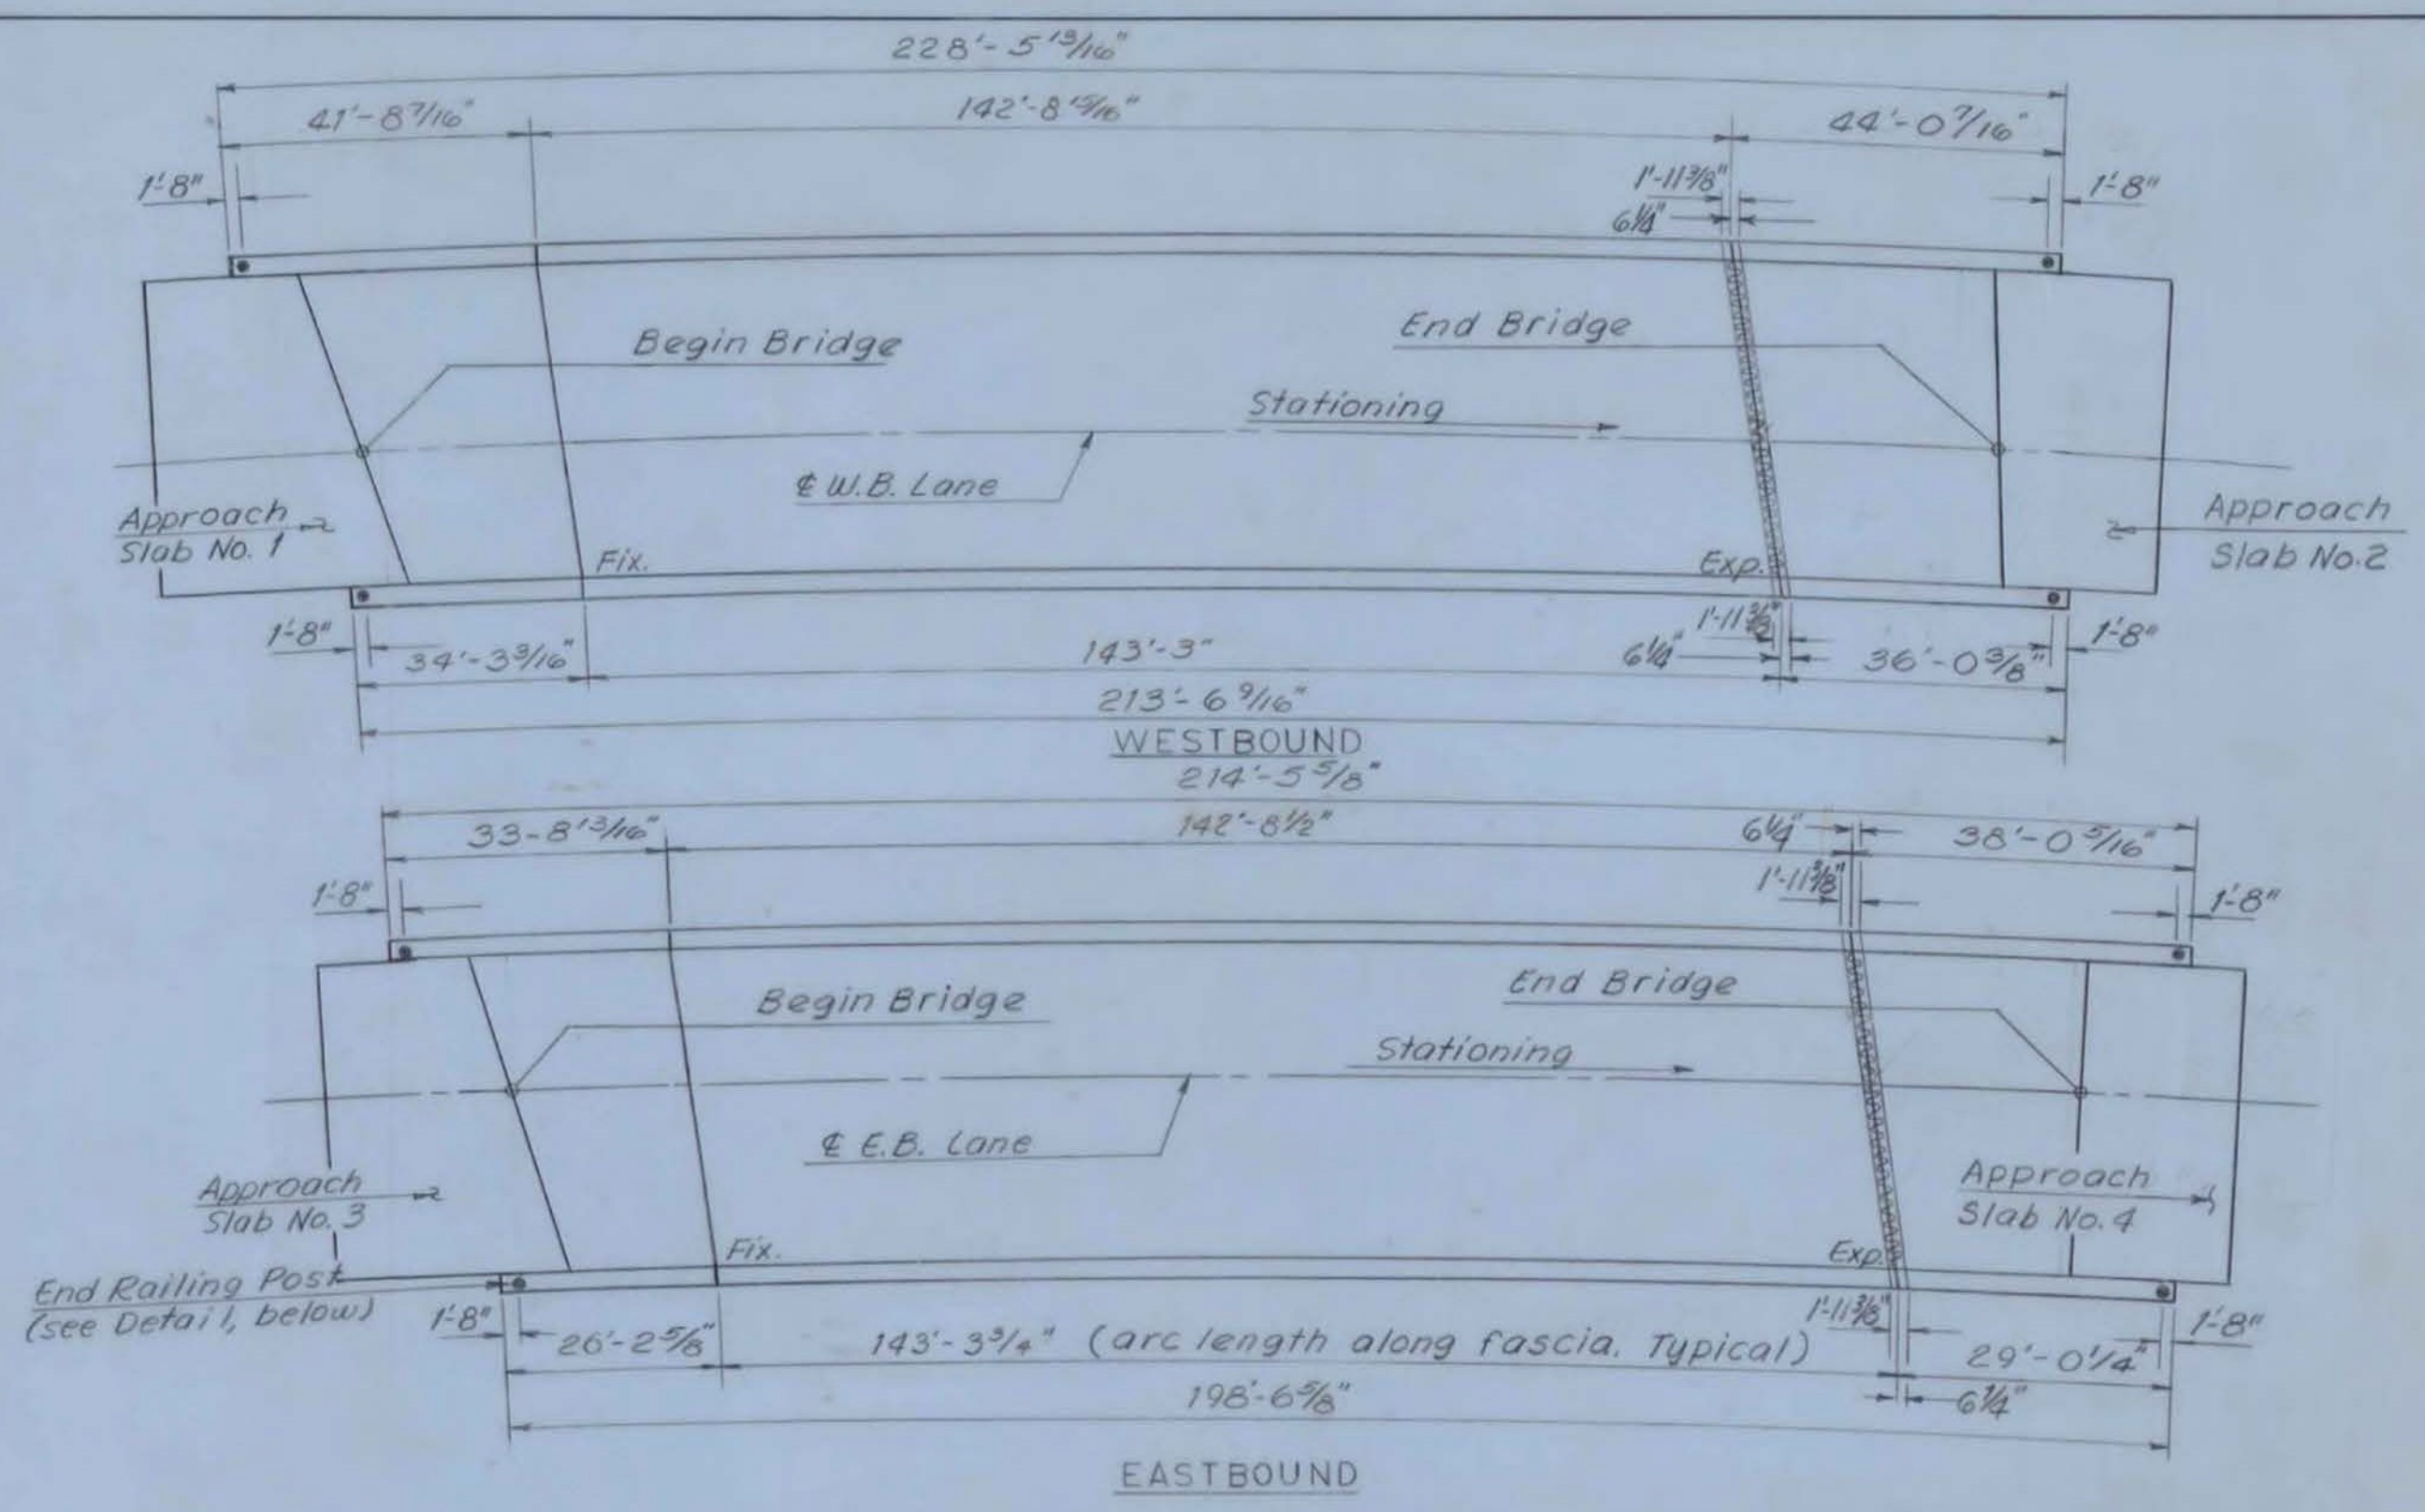 228'-5 13/16"
41'-8 7/16"
142'-8 15/16"
44'-0 7/16"
1'-8"
1'-11 3/8"
6 1/4"
1'-8"
Begin Bridge
End Bridge
Stationing
℄ W.B. Lane
Approach
Slab No. 1
Approach
Slab No. 2
Fix.
Exp.
1'-8"
34'-3 3/16"
143'-3"
1'-11 3/8"
6 1/4"
36'-0 3/8"
1'-8"
213'-6 9/16"
WESTBOUND
214'-5 5/8"
33-8 13/16"
142'-8 1/2"
6 1/4"
38'-0 5/16"
1'-8"
1'-11 3/8"
1'-8"
Begin Bridge
End Bridge
Stationing
℄ E.B. Lane
Approach
Slab No. 3
Approach
Slab No. 4
Fix.
Exp.
End Railing Post
(see Detail, below)
1'-8"
26'-2 5/8"
143'-3 3/4" (arc length along fascia. Typical)
1'-11 3/8"
29'-0 1/4"
1'-8"
6 1/4"
198'-6 5/8"
EASTBOUND